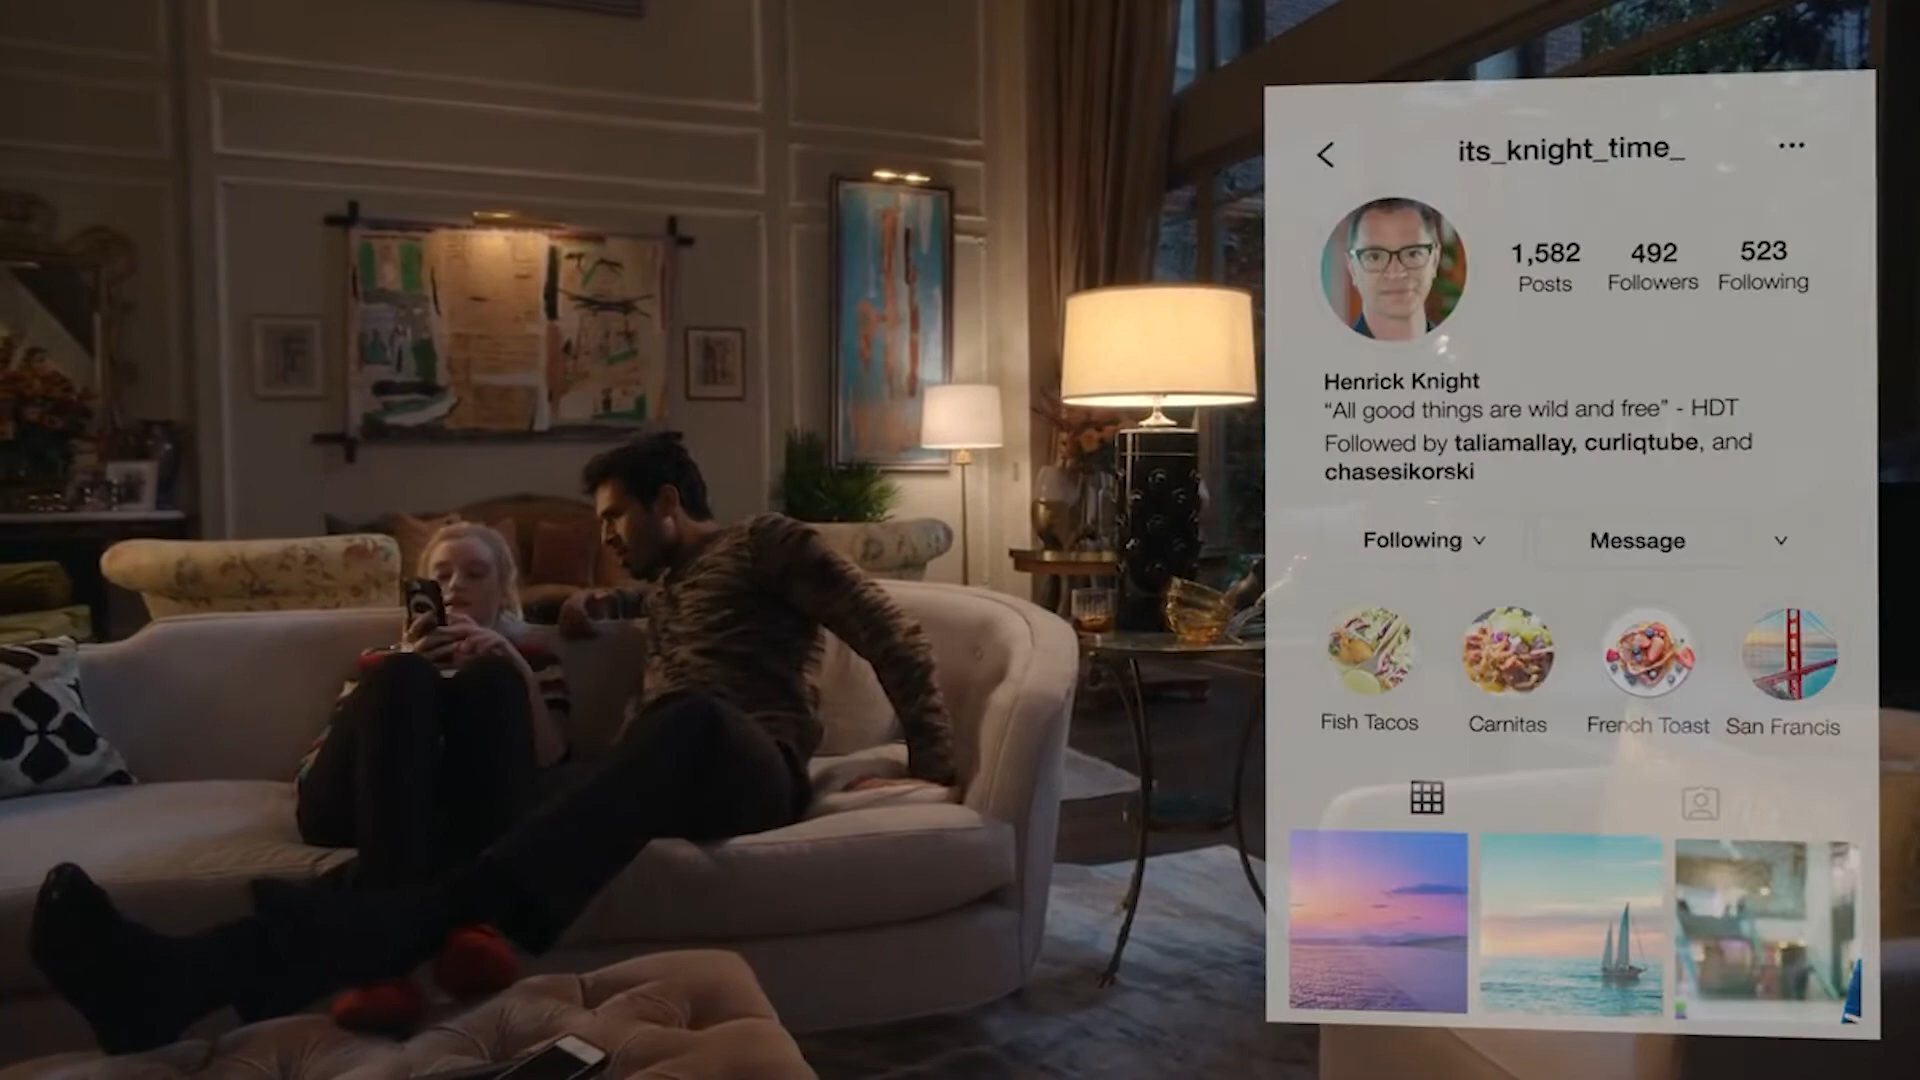 its_knight_time_
1,582 492 523
Posts Followers Following
Henrick Knight
“All good things are wild and free” - HDT
Followed by taliamallay, curliqtube, and
chasesikorski
Following Message
Fish Tacos Carnitas French Toast San Francis